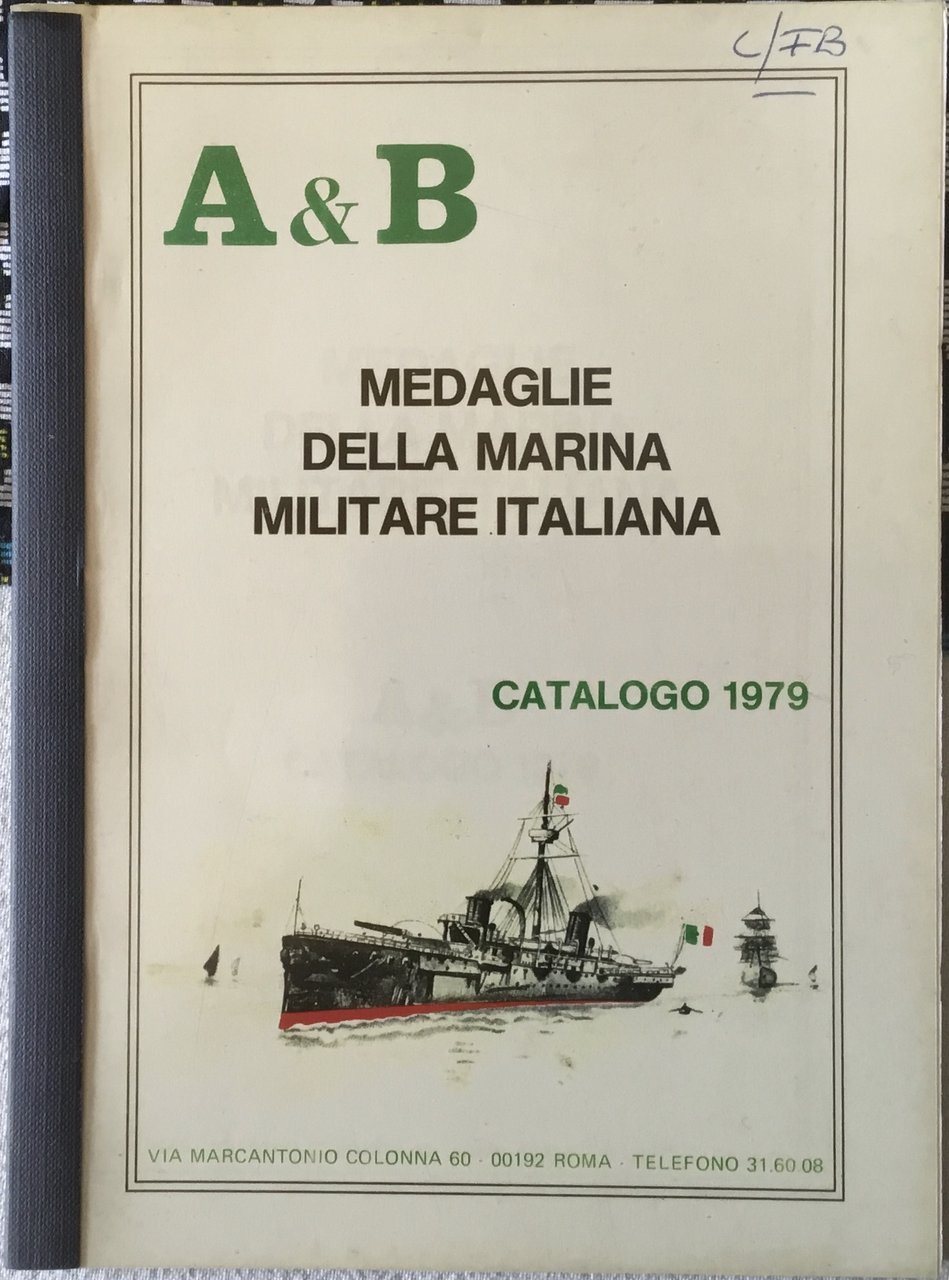 C/FB
A & B
MEDAGLIE
DELLA MARINA
MILITARE ITALIANA
CATALOGO 1979
VIA MARCANTONIO COLONNA 60 - 00192 ROMA - TELEFONO 31.60.08